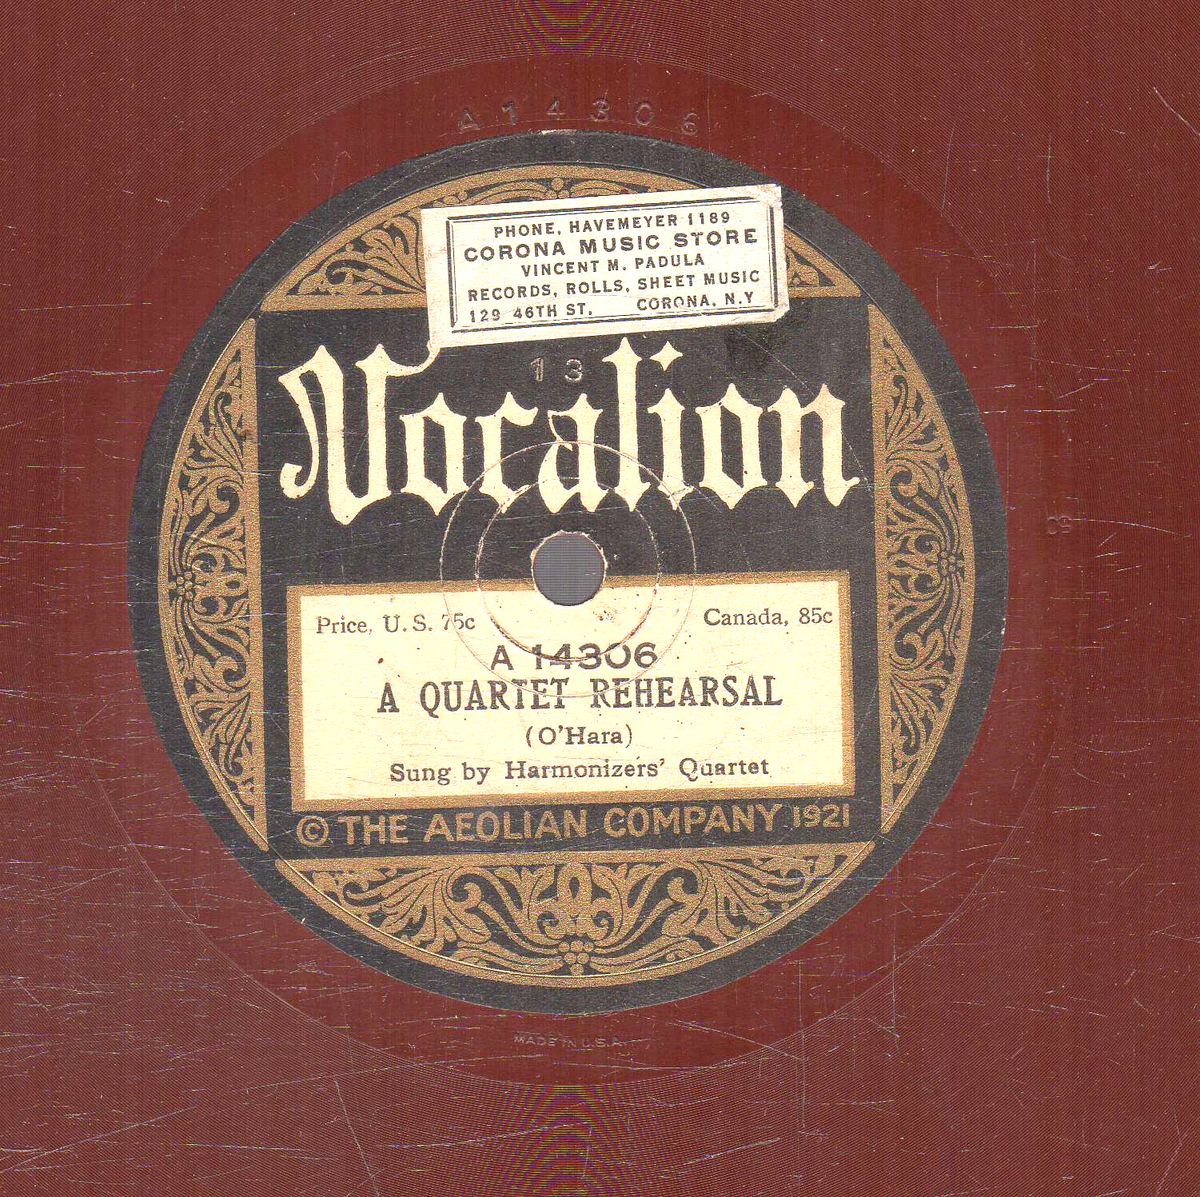 A14306
PHONE, HAVEMEYER 1189
CORONA MUSIC STORE
VINCENT M. PADULA
RECORDS, ROLLS, SHEET MUSIC
129 46TH ST. CORONA, N.Y
13
Vocalion
Price, U.S. 75c Canada, 85c
A 14306
A QUARTET REHEARSAL
(O'Hara)
Sung by Harmonizers' Quartet
© THE AEOLIAN COMPANY 1921
MADE IN U.S.A.